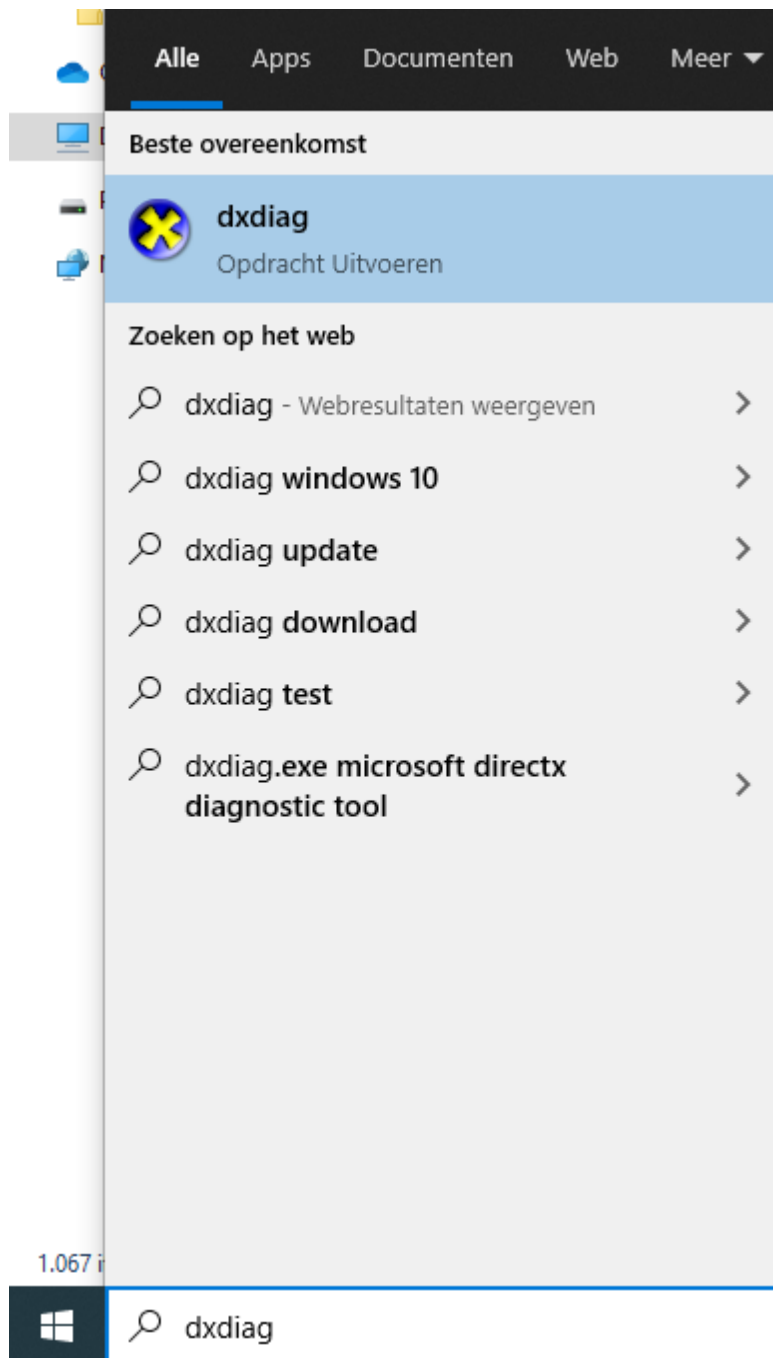 Alle Apps Documenten Web Meer
Beste overeenkomst
dxdiag
Opdracht Uitvoeren
Zoeken op het web
dxdiag - Webresultaten weergeven
dxdiag windows 10
dxdiag update
dxdiag download
dxdiag test
dxdiag.exe microsoft directx
diagnostic tool
1.067
dxdiag